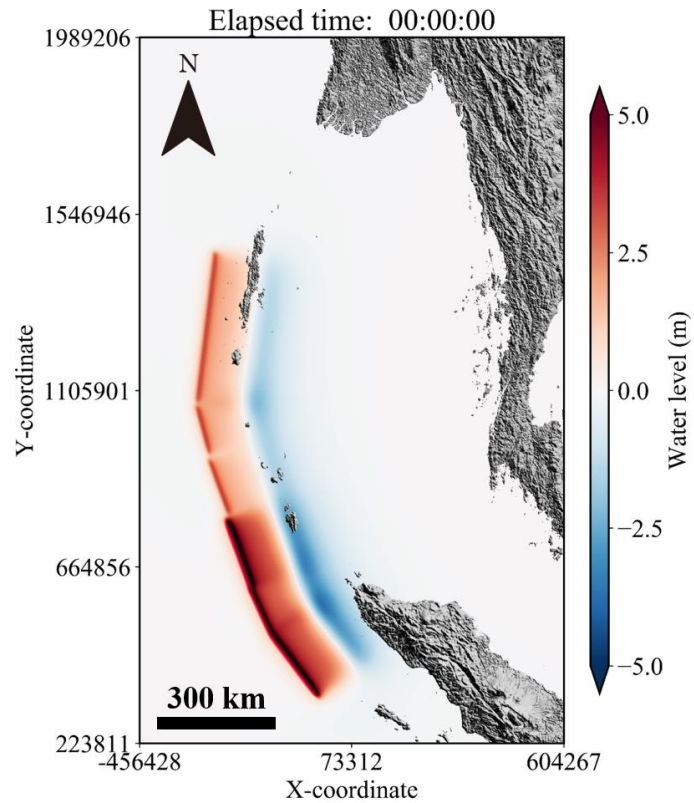 Elapsed time:  00:00:00
1989206
N
5.0
1546946
2.5
Y-coordinate
1105901
0.0
Water level (m)
−2.5
664856
−5.0
300 km
223811
-456428
73312
604267
X-coordinate